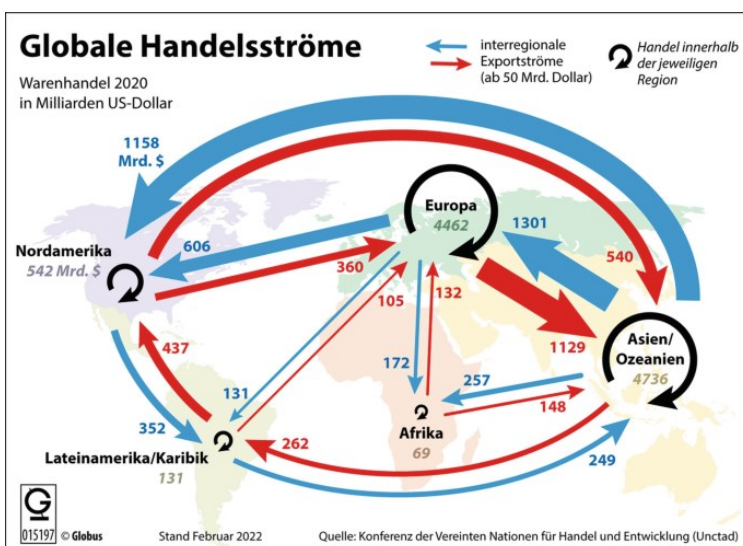 Globale Handelsströme
Warenhandel 2020
in Milliarden US-Dollar
interregionale
Exportströme
(ab 50 Mrd. Dollar)
Handel innerhalb
der jeweiligen
Region
1158
Mrd. $
Europa
4462
1301
Nordamerika
542 Mrd. $
606
360
540
105
132
Asien/
Ozeanien
4736
437
1129
172
257
131
148
352
Afrika
69
262
Lateinamerika/Karibik
131
249
G
015197
© Globus
Stand Februar 2022
Quelle: Konferenz der Vereinten Nationen für Handel und Entwicklung (Unctad)